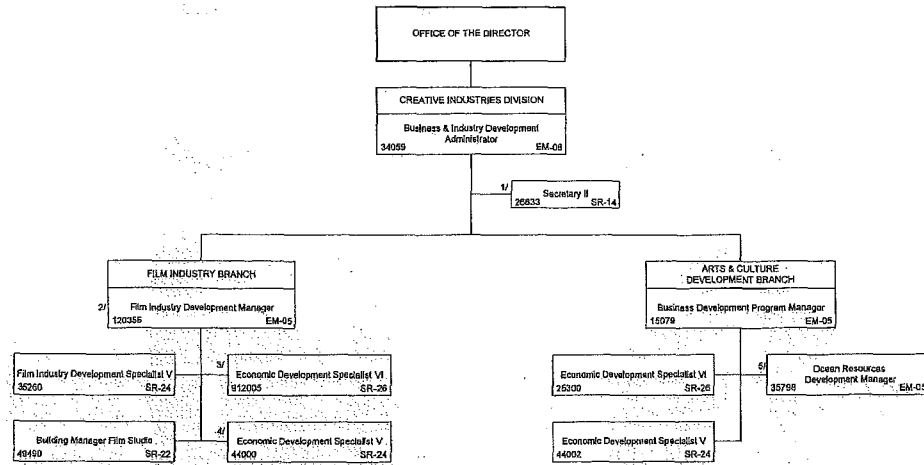 OFFICE OF THE DIRECTOR
CREATIVE INDUSTRIES DIVISION
Business & Industry Development
Administrator
34059 EM-08
1/
Secretary II
26633 SR-14
FILM INDUSTRY BRANCH
2/
Film Industry Development Manager
120356 EM-05
ARTS & CULTURE
DEVELOPMENT BRANCH
Business Development Program Manager
15079 EM-05
Film Industry Development Specialist V
35260 SR-24
3/
Economic Development Specialist VI
912005 SR-26
Economic Development Specialist VI
25300 SR-26
5/
Ocean Resources
Development Manager
35798 EM-05
Building Manager Film Studio
49490 SR-22
4/
Economic Development Specialist V
44000 SR-24
Economic Development Specialist V
44002 SR-24